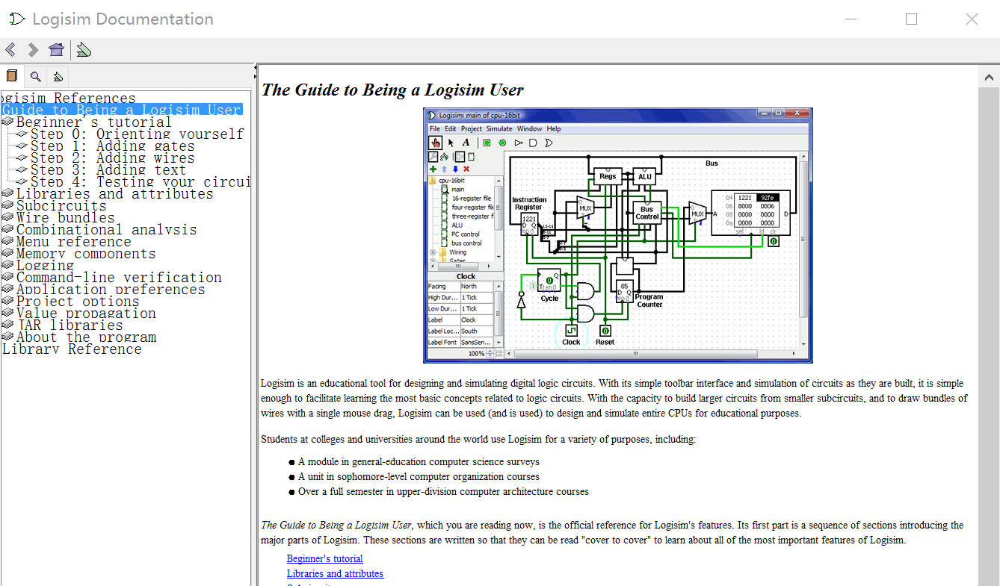 Logisim Documentation
ogisim References
Guide to Being a Logisim User
Beginner's tutorial
Step 0: Orienting yourself
Step 1: Adding gates
Step 2: Adding wires
Step 3: Adding text
Step 4: Testing your circui
Libraries and attributes
Subcircuits
Wire bundles
Combinational analysis
Menu reference
Memory components
Logging
Command-line verification
Application preferences
Project options
Value propagation
JAR libraries
About the program
Library Reference
The Guide to Being a Logisim User
Logisim: main of cpu-16bit
File Edit Project Simulate Window Help
A
cpu-16bit
main
16-register file
four-register fil
three-register f
ALU
PC control
bus control
Wiring
Gates
Clock
Facing North
High Dur... 1 Tick
Low Dur... 1 Tick
Label Clock
Label Loc... South
Label Font SansSeri...
100%
Bus
Regs
ALU
Instruction
Register
1221
D Q
en0
MUX
Bus
Control
MUX
A
04 1221 92fe
06 8000 0006
08 0000 0000
0a 0000 0000
D
sel ld clr
0
Cycle
0
Q
1
en0
05
D Q
en0
Program
Counter
Clock
0
Reset
Logisim is an educational tool for designing and simulating digital logic circuits. With its simple toolbar interface and simulation of circuits as they are built, it is simple
enough to facilitate learning the most basic concepts related to logic circuits. With the capacity to build larger circuits from smaller subcircuits, and to draw bundles of
wires with a single mouse drag, Logisim can be used (and is used) to design and simulate entire CPUs for educational purposes.
Students at colleges and universities around the world use Logisim for a variety of purposes, including:
● A module in general-education computer science surveys
● A unit in sophomore-level computer organization courses
● Over a full semester in upper-division computer architecture courses
The Guide to Being a Logisim User, which you are reading now, is the official reference for Logisim's features. Its first part is a sequence of sections introducing the
major parts of Logisim. These sections are written so that they can be read "cover to cover" to learn about all of the most important features of Logisim.
Beginner's tutorial
Libraries and attributes